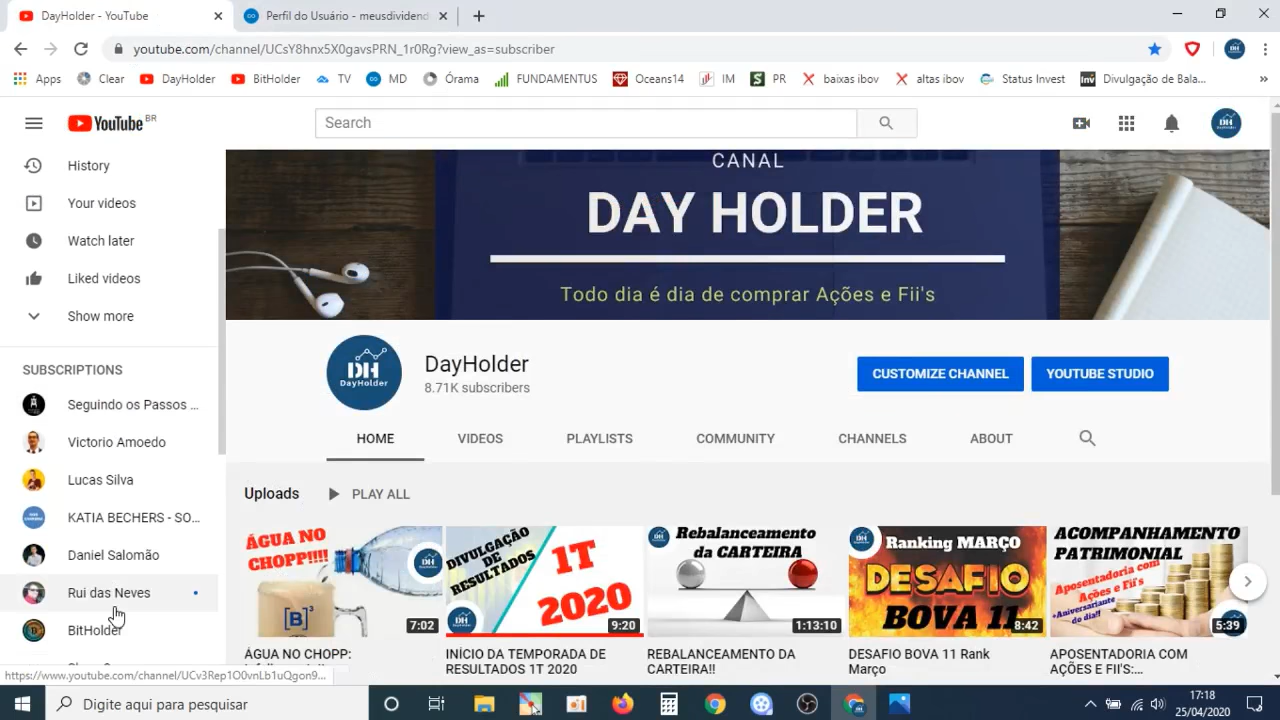 DayHolder - YouTube
Perfil do Usuário - meusdividend
youtube.com/channel/UCsY8hnx5X0gavsPRN_1r0Rg?view_as=subscriber
Apps
Clear
DayHolder
BitHolder
TV
MD
Órama
FUNDAMENTUS
Oceans14
IM
PR
baixas ibov
altas ibov
Status Invest
Divulgação de Bala...
YouTube BR
Search
History
Your videos
Watch later
Liked videos
Show more
SUBSCRIPTIONS
Seguindo os Passos ...
Victorio Amoedo
Lucas Silva
KATIA BECHERS - SO...
Daniel Salomão
Rui das Neves
BitHolder
https://www.youtube.com/channel/UCv3Rep1O0vnLb1uQgon9...
CANAL
DAY HOLDER
Todo dia é dia de comprar Ações e Fii's
DH
DayHolder
DayHolder
8.71K subscribers
CUSTOMIZE CHANNEL
YOUTUBE STUDIO
HOME
VIDEOS
PLAYLISTS
COMMUNITY
CHANNELS
ABOUT
Uploads
PLAY ALL
ÁGUA NO
CHOPP!!!!
[B]³
7:02
DIVULGAÇÃO DE
RESULTADOS
1T
2020
9:20
Rebalanceamento
da CARTEIRA
1:13:10
Ranking MARÇO
DESAFIO
BOVA 11
8:42
ACOMPANHAMENTO
PATRIMONIAL
Aposentadoria com
Ações e Fii's
+Aniversariante
do dia!!
5:39
ÁGUA NO CHOPP:
INÍCIO DA TEMPORADA DE
RESULTADOS 1T 2020
REBALANCEAMENTO DA
CARTEIRA!!
DESAFIO BOVA 11 Rank
Março
APOSENTADORIA COM
AÇÕES E FII'S:...
Digite aqui para pesquisar
17:18
25/04/2020